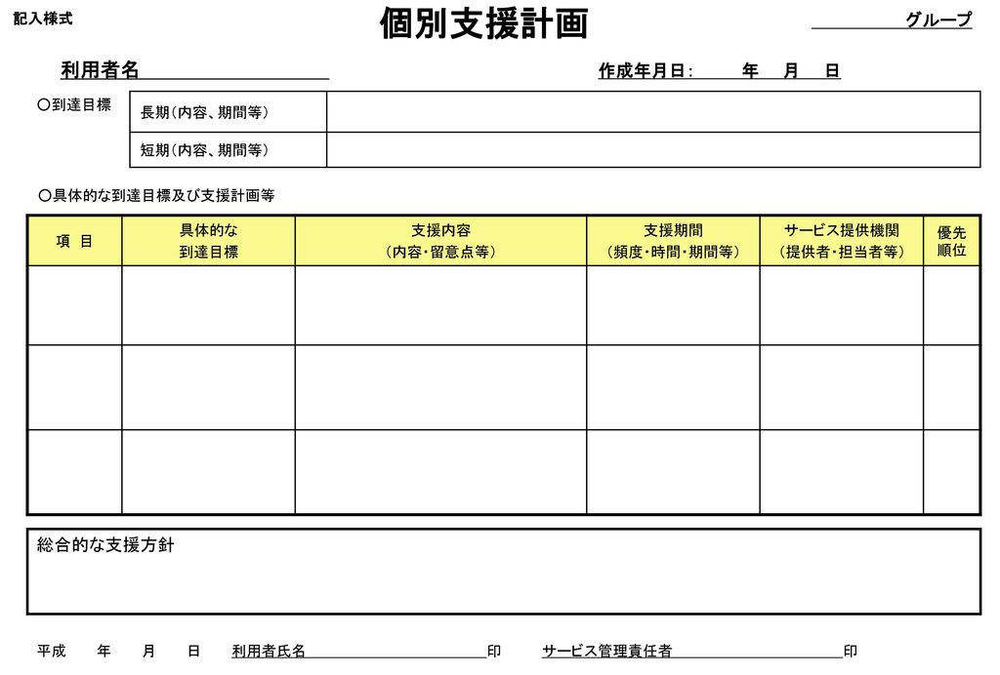 記入様式
個別支援計画
グループ
利用者名
作成年月日： 年 月 日
○到達目標
長期（内容、期間等）
短期（内容、期間等）
○具体的な到達目標及び支援計画等
項 目
具体的な
到達目標
支援内容
（内容・留意点等）
支援期間
（頻度・時間・期間等）
サービス提供機関
（提供者・担当者等）
優先
順位
総合的な支援方針
平成 年 月 日 利用者氏名 印 サービス管理責任者 印